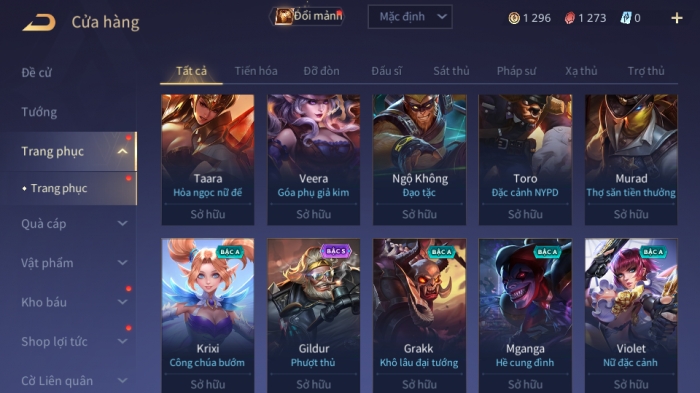 Cửa hàng
Đổi mảnh
Mặc định
1 296
1 273
0
Đề cử
Tướng
Trang phục
Trang phục
Quà cáp
Vật phẩm
Kho báu
Shop lợi tức
Cờ Liên quân
Tất cả Tiến hóa Đỡ đòn Đấu sĩ Sát thủ Pháp sư Xạ thủ Trợ thủ
Taara
Hỏa ngọc nữ đế
Sở hữu
Veera
Góa phụ giả kim
Sở hữu
Ngộ Không
Đạo tặc
Sở hữu
Toro
Đặc cảnh NYPD
Sở hữu
Murad
Thợ săn tiền thưởng
Sở hữu
BẬC A
Krixi
Công chúa bướm
Sở hữu
BẬC S
Gildur
Phượt thủ
Sở hữu
BẬC A
Grakk
Khô lâu đại tướng
Sở hữu
BẬC A
Mganga
Hề cung đình
Sở hữu
BẬC A
Violet
Nữ đặc cảnh
Sở hữu